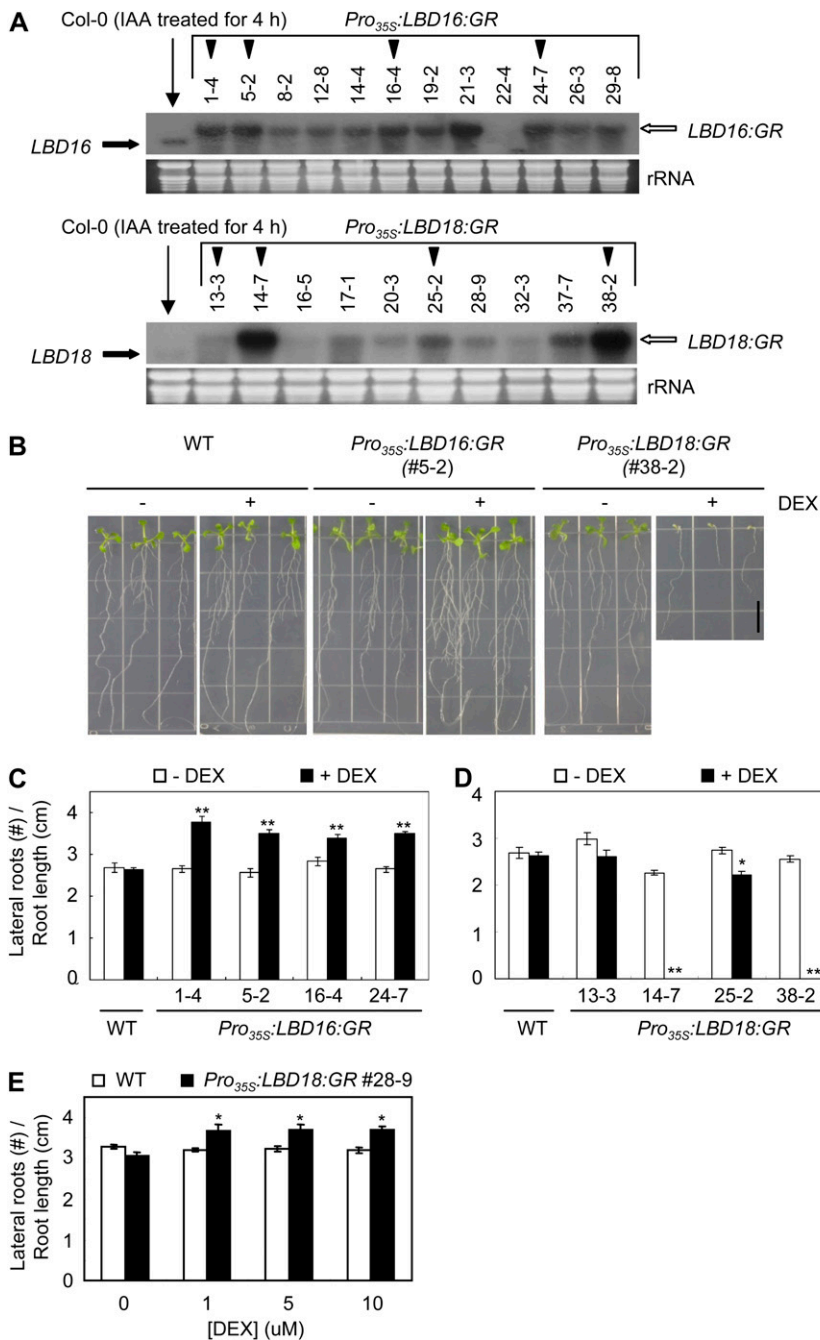 A
Col-0 (IAA treated for 4 h)
Pro35S:LBD16:GR
1-4 5-2 8-2 12-8 14-4 16-4 19-2 21-3 22-4 24-7 26-3 29-8
LBD16
LBD16:GR
rRNA
Col-0 (IAA treated for 4 h)
Pro35S:LBD18:GR
13-3 14-7 16-5 17-1 20-3 25-2 28-9 32-3 37-7 38-2
LBD18
LBD18:GR
rRNA
B
WT
Pro35S:LBD16:GR
(#5-2)
Pro35S:LBD18:GR
(#38-2)
- + - + - + DEX
C
- DEX + DEX
Lateral roots (#) /
Root length (cm)
4
3
2
1
0
** ** ** **
1-4 5-2 16-4 24-7
WT Pro35S:LBD16:GR
D
- DEX + DEX
4
3
2
1
0
** * **
13-3 14-7 25-2 38-2
WT Pro35S:LBD18:GR
E
WT Pro35S:LBD18:GR #28-9
Lateral roots (#) /
Root length (cm)
4
3
2
1
0
* * *
0 1 5 10
[DEX] (uM)